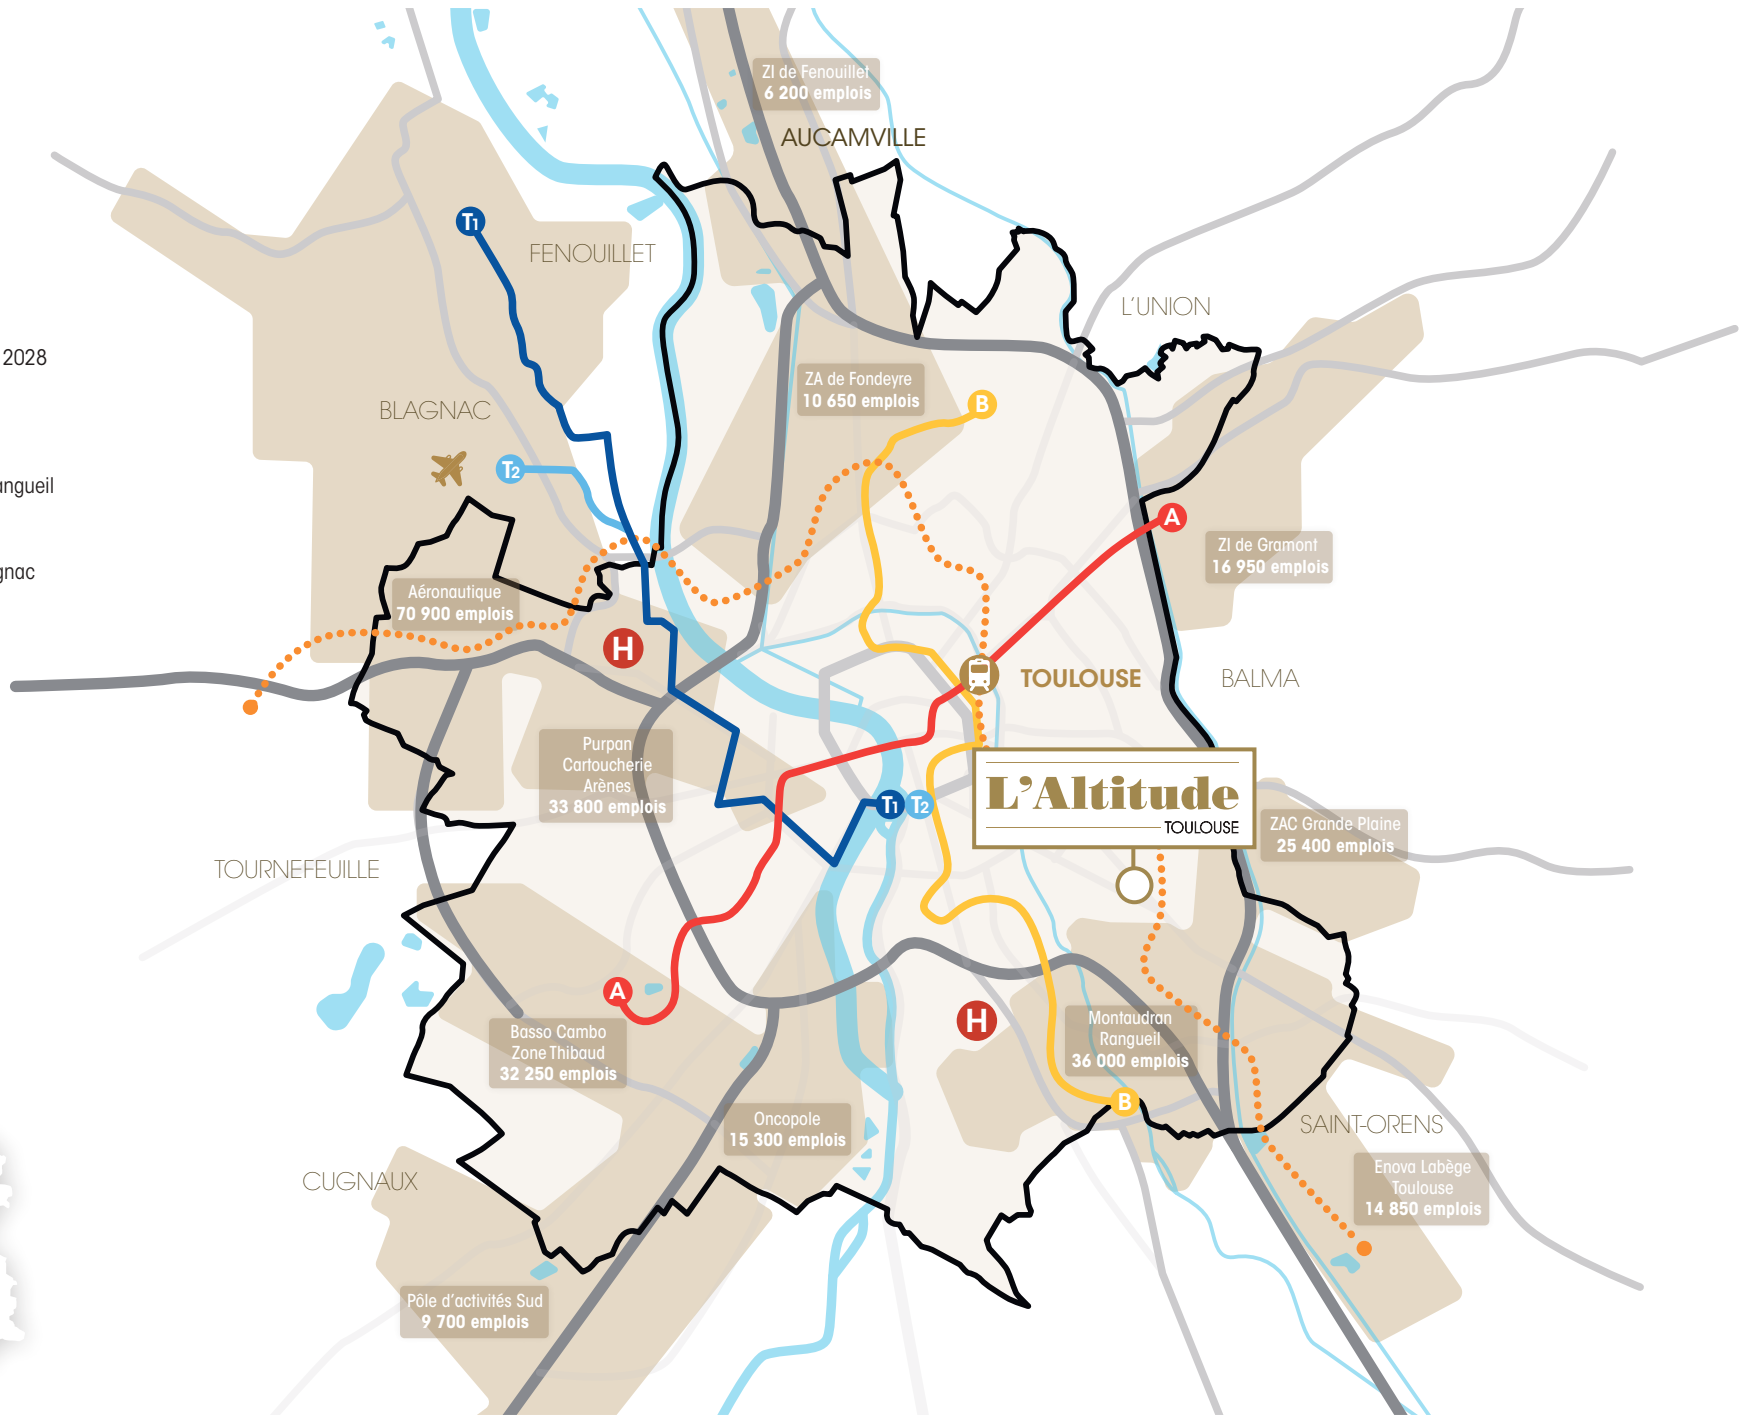 ZI de Fenouillet
6 200 emplois
AUCAMVILLE
T1
FENOUILLET
L'UNION
2028
ZA de Fondeyre
10 650 emplois
B
BLAGNAC
T2
angueil
A
ZI de Gramont
16 950 emplois
gnac
Aéronautique
70 900 emplois
H
TOULOUSE
BALMA
Purpan
Cartoucherie
Arènes
33 800 emplois
L'Altitude
TOULOUSE
T1
T2
ZAC Grande Plaine
25 400 emplois
TOURNEFEUILLE
A
H
Basso Cambo
Zone Thibaud
32 250 emplois
Montaudran
Rangueil
36 000 emplois
B
Oncopole
15 300 emplois
SAINT-ORENS
CUGNAUX
Enova Labège
Toulouse
14 850 emplois
Pôle d'activités Sud
9 700 emplois